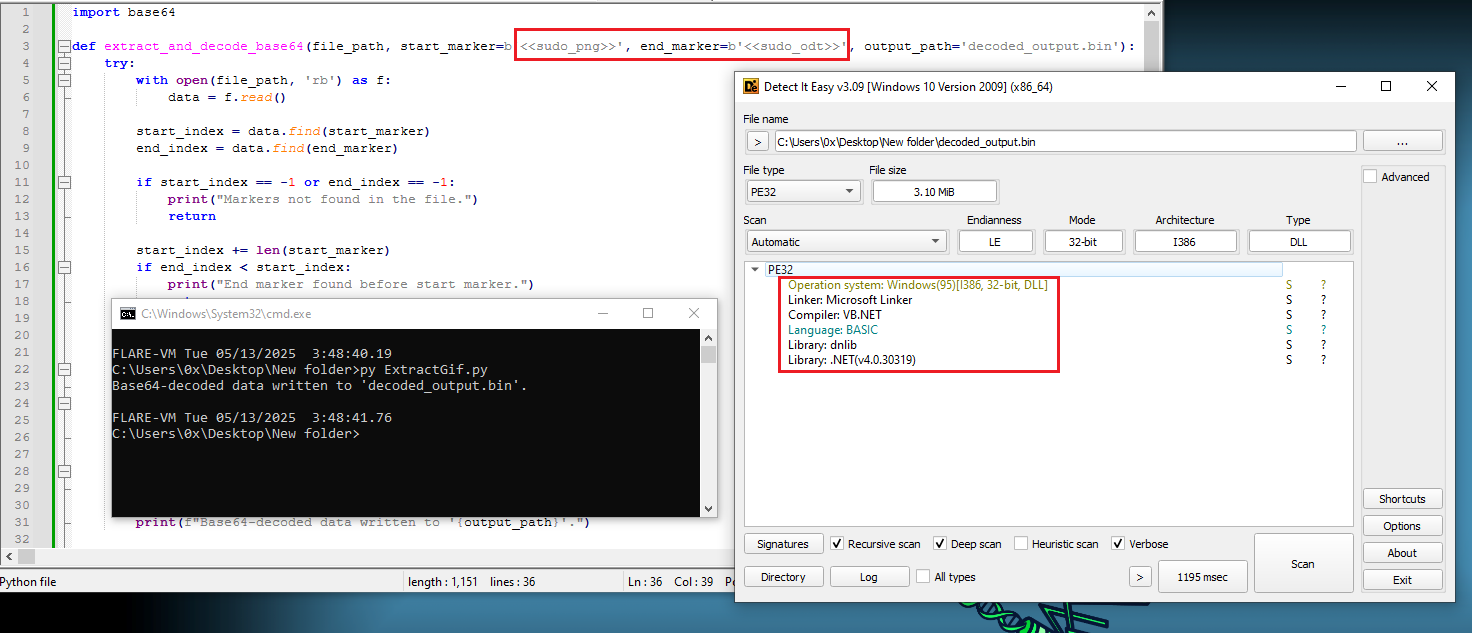 1 import base64
2
3 def extract_and_decode_base64(file_path, start_marker=b'<<sudo_png>>', end_marker=b'<<sudo_odt>>', output_path='decoded_output.bin'):
4 try:
5 with open(file_path, 'rb') as f:
6 data = f.read()
7
8 start_index = data.find(start_marker)
9 end_index = data.find(end_marker)
10
11 if start_index == -1 or end_index == -1:
12 print("Markers not found in the file.")
13 return
14
15 start_index += len(start_marker)
16 if end_index < start_index:
17 print("End marker found before start marker.")
18
19
20
21
22
23
24
25
26
27
28
29
30
31 print(f"Base64-decoded data written to '{output_path}'.")
32
Python file
length : 1,151 lines : 36
Ln : 36 Col : 39
C:\Windows\System32\cmd.exe
FLARE-VM Tue 05/13/2025 3:48:40.19
C:\Users\0x\Desktop\New folder>py ExtractGif.py
Base64-decoded data written to 'decoded_output.bin'.
FLARE-VM Tue 05/13/2025 3:48:41.76
C:\Users\0x\Desktop\New folder>
Detect It Easy v3.09 [Windows 10 Version 2009] (x86_64)
File name
> C:\Users\0x\Desktop\New folder\decoded_output.bin ...
File type File size
PE32 3.10 MiB
Advanced
Scan Endianness Mode Architecture Type
Automatic LE 32-bit I386 DLL
PE32
Operation system: Windows(95)[I386, 32-bit, DLL] S ?
Linker: Microsoft Linker S ?
Compiler: VB.NET S ?
Language: BASIC S ?
Library: dnlib S ?
Library: .NET(v4.0.30319) S ?
Shortcuts
Options
About
Exit
Signatures Recursive scan Deep scan Heuristic scan Verbose
Directory Log All types > 1195 msec
Scan